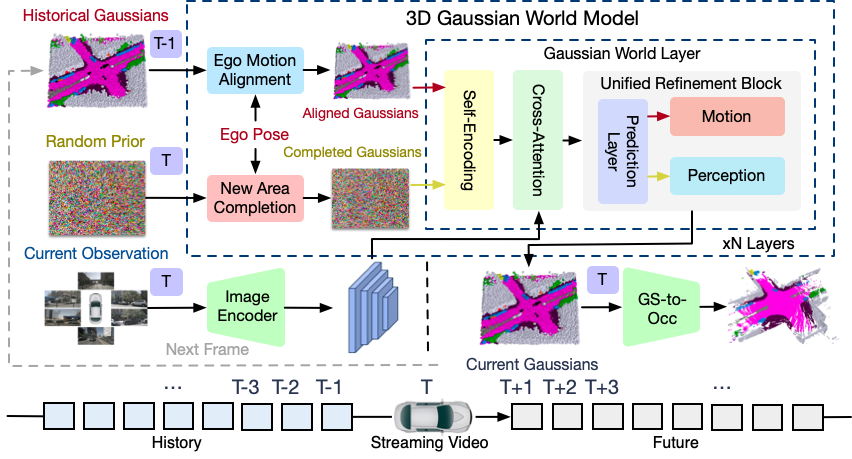 3D Gaussian World Model
Historical Gaussians
T-1
Ego Motion
Alignment
Aligned Gaussians
Gaussian World Layer
Self-Encoding
Cross-Attention
Unified Refinement Block
Prediction
Layer
Motion
Perception
Ego Pose
Random Prior
T
New Area
Completion
Completed Gaussians
xN Layers
Current Observation
T
Image
Encoder
Next Frame
T
GS-to-
Occ
Current Gaussians
... T-3 T-2 T-1 T T+1 T+2 T+3 ...
History Streaming Video Future